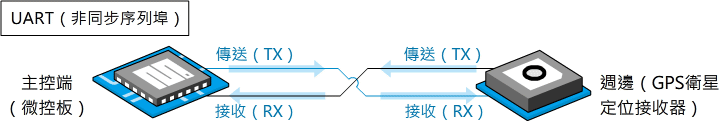 UART（非同步序列埠）
傳送（TX）
傳送（TX）
主控端
（微控板）
週邊（GPS衛星
定位接收器）
接收（RX）
接收（RX）